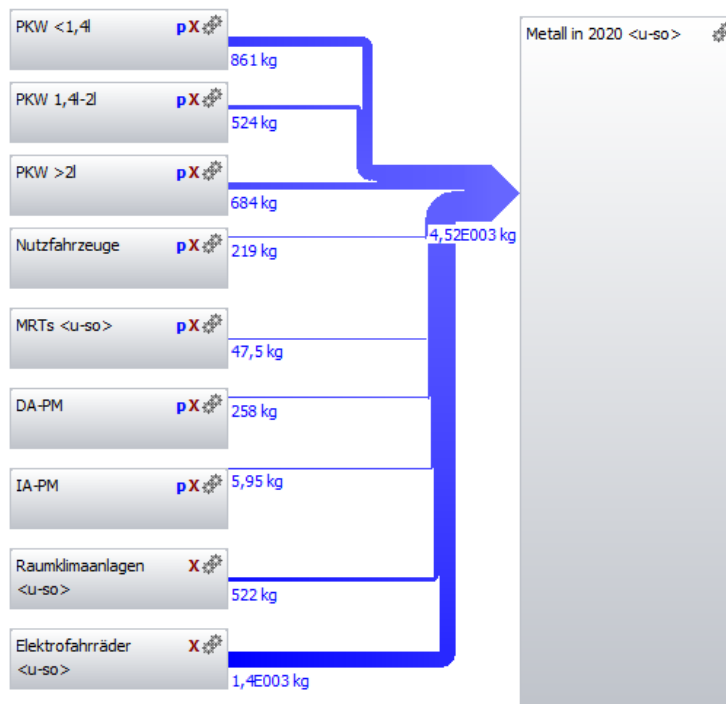 PKW <1,4l pX
861 kg
PKW 1,4l-2l pX
524 kg
PKW >2l pX
684 kg
Nutzfahrzeuge pX
219 kg
MRTs <u-so> pX
47,5 kg
DA-PM pX
258 kg
IA-PM pX
5,95 kg
Raumklimaanlagen X
<u-so>
522 kg
Elektrofahrräder X
<u-so>
1,4E003 kg
4,52E003 kg
Metall in 2020 <u-so>